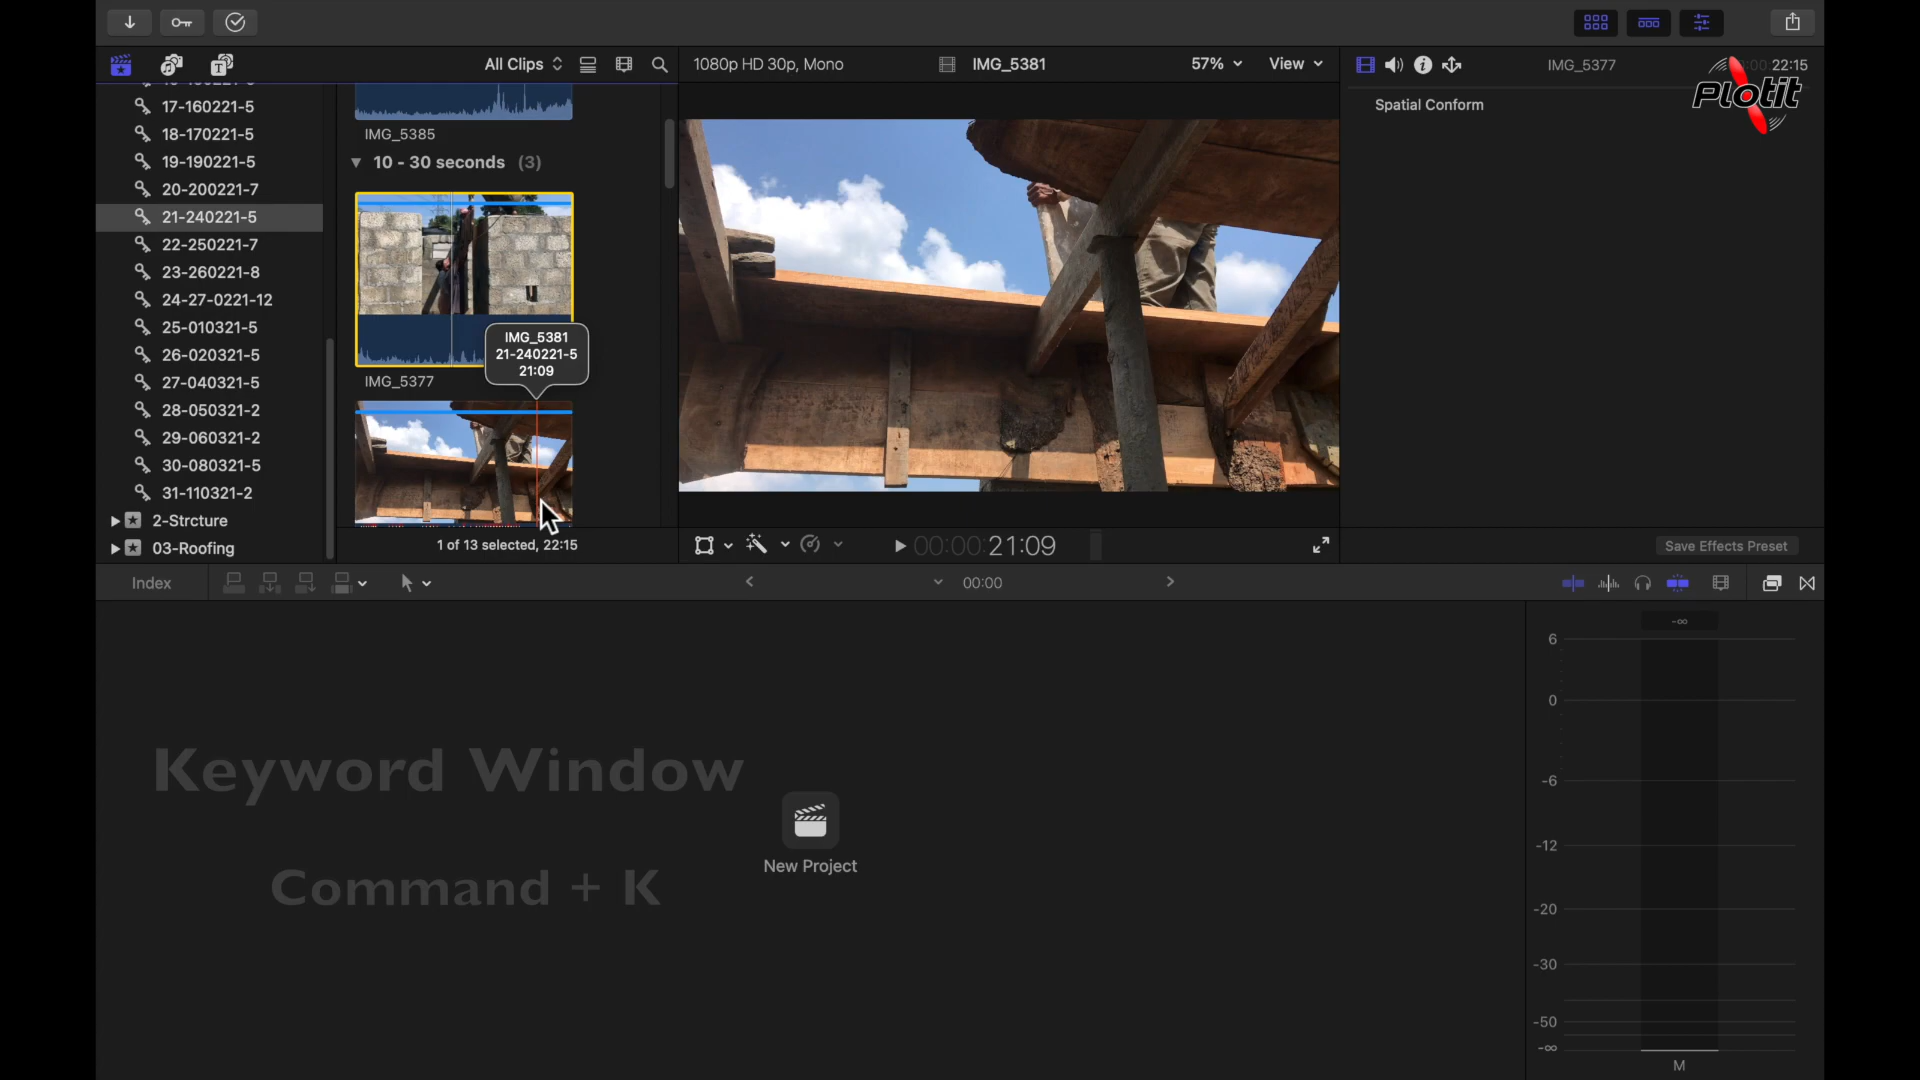 All Clips
1080p HD 30p, Mono
IMG_5381
57%
View
IMG_5377
22:15
Plotit
Spatial Conform
17-160221-5
18-170221-5
19-190221-5
20-200221-7
21-240221-5
22-250221-7
23-260221-8
24-27-0221-12
25-010321-5
26-020321-5
27-040321-5
28-050321-2
29-060321-2
30-080321-5
31-110321-2
2-Strcture
03-Roofing
IMG_5385
10 - 30 seconds (3)
IMG_5381
21-240221-5
21:09
IMG_5377
1 of 13 selected, 22:15
00:00:21:09
Save Effects Preset
Index
00:00
Keyword Window
Command + K
New Project
-∞
6
0
-6
-12
-20
-30
-50
-∞
M